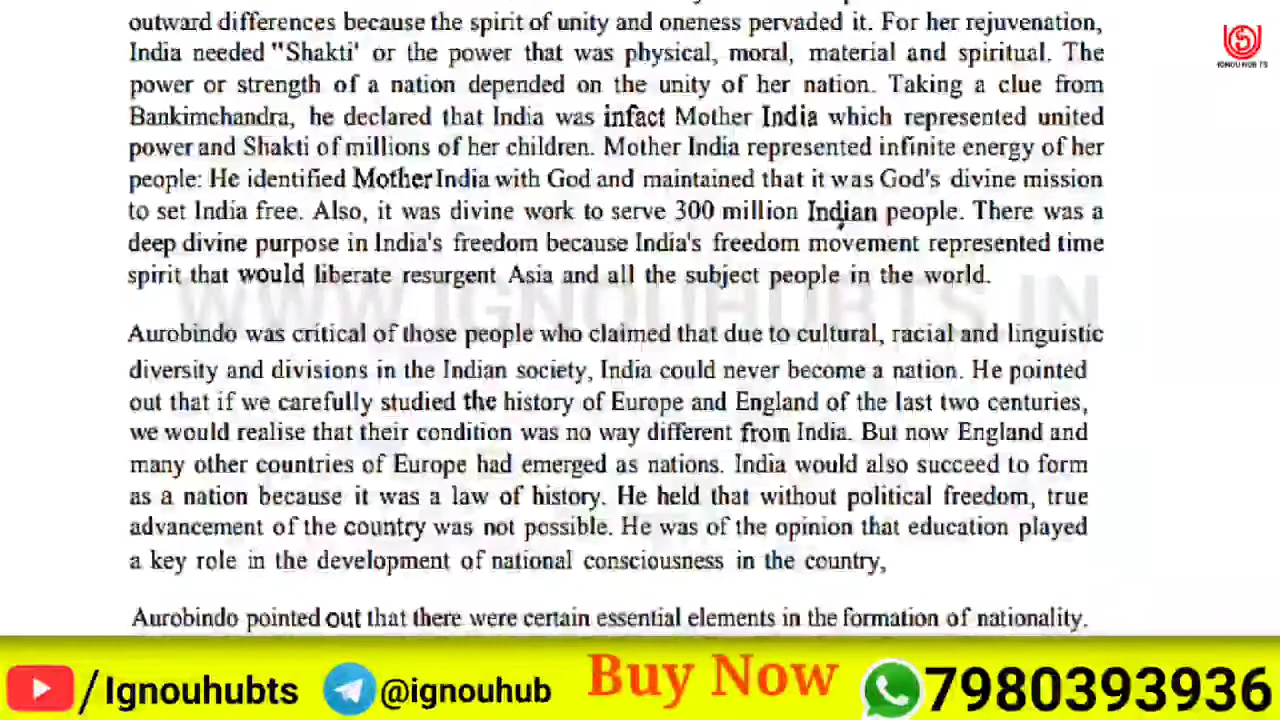 outward differences because the spirit of unity and oneness pervaded it. For her rejuvenation,
India needed "Shakti' or the power that was physical, moral, material and spiritual. The
power or strength of a nation depended on the unity of her nation. Taking a clue from
Bankimchandra, he declared that India was infact Mother India which represented united
power and Shakti of millions of her children. Mother India represented infinite energy of her
people: He identified Mother India with God and maintained that it was God's divine mission
to set India free. Also, it was divine work to serve 300 million Indian people. There was a
deep divine purpose in India's freedom because India's freedom movement represented time
spirit that would liberate resurgent Asia and all the subject people in the world.
WWW.IGNOUHUBTS.IN
Aurobindo was critical of those people who claimed that due to cultural, racial and linguistic
diversity and divisions in the Indian society, India could never become a nation. He pointed
out that if we carefully studied the history of Europe and England of the last two centuries,
we would realise that their condition was no way different from India. But now England and
many other countries of Europe had emerged as nations. India would also succeed to form
as a nation because it was a law of history. He held that without political freedom, true
advancement of the country was not possible. He was of the opinion that education played
a key role in the development of national consciousness in the country,
Aurobindo pointed out that there were certain essential elements in the formation of nationality.
IGNOU HUB TS
/Ignouhubts @ignouhub Buy Now 7980393936